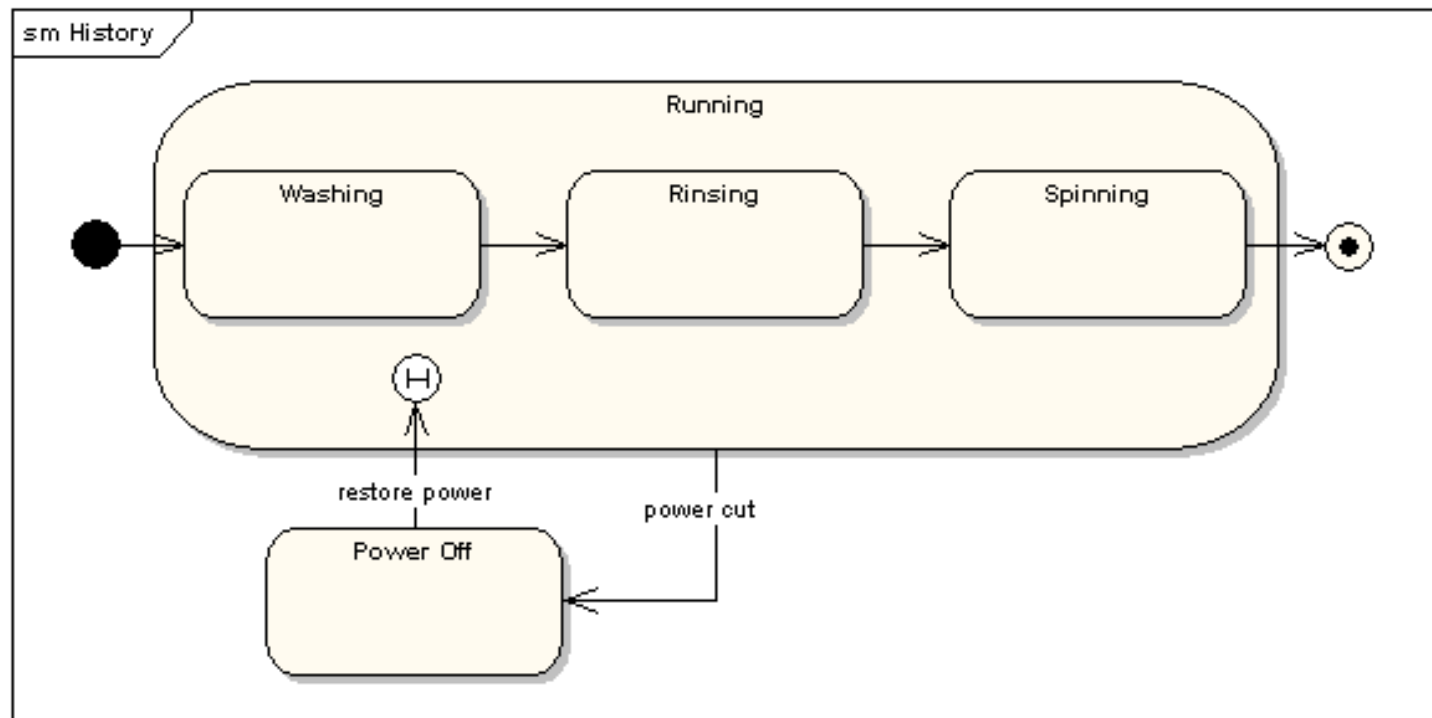 sm History
Running
Washing
Rinsing
Spinning
H
restore power
power cut
Power Off